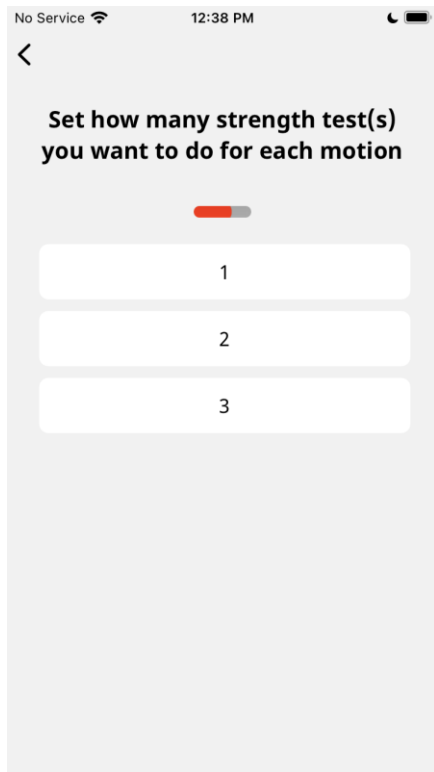 No Service 12:38 PM
Set how many strength test(s)
you want to do for each motion
1
2
3